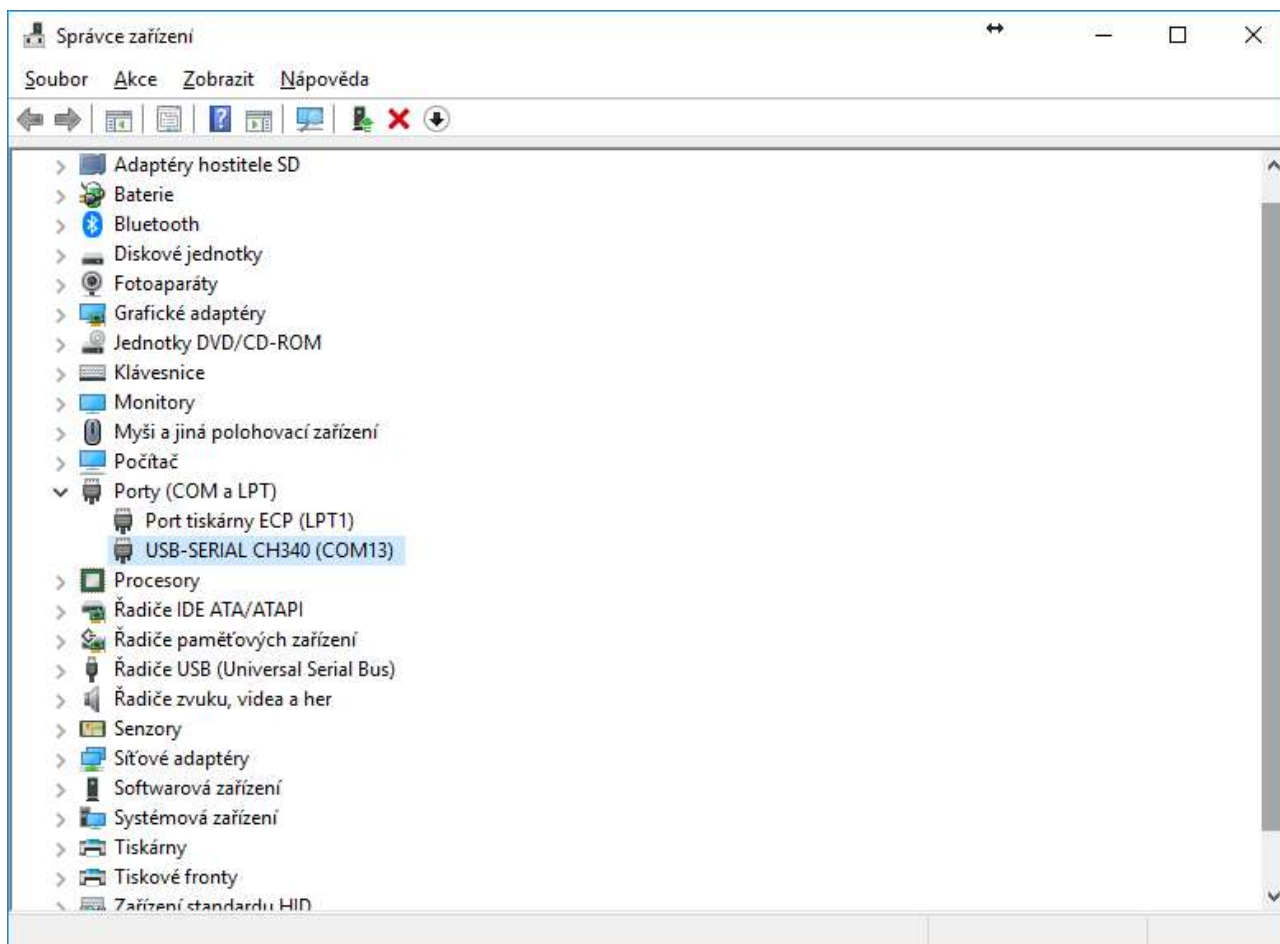 Správce zařízení
Soubor Akce Zobrazit Nápověda
Adaptéry hostitele SD
Baterie
Bluetooth
Diskové jednotky
Fotoaparáty
Grafické adaptéry
Jednotky DVD/CD-ROM
Klávesnice
Monitory
Myši a jiná polohovací zařízení
Počítač
Porty (COM a LPT)
Port tiskárny ECP (LPT1)
USB-SERIAL CH340 (COM13)
Procesory
Řadiče IDE ATA/ATAPI
Řadiče paměťových zařízení
Řadiče USB (Universal Serial Bus)
Řadiče zvuku, videa a her
Senzory
Síťové adaptéry
Softwarová zařízení
Systémová zařízení
Tiskárny
Tiskové fronty
Zařízení standardu HID